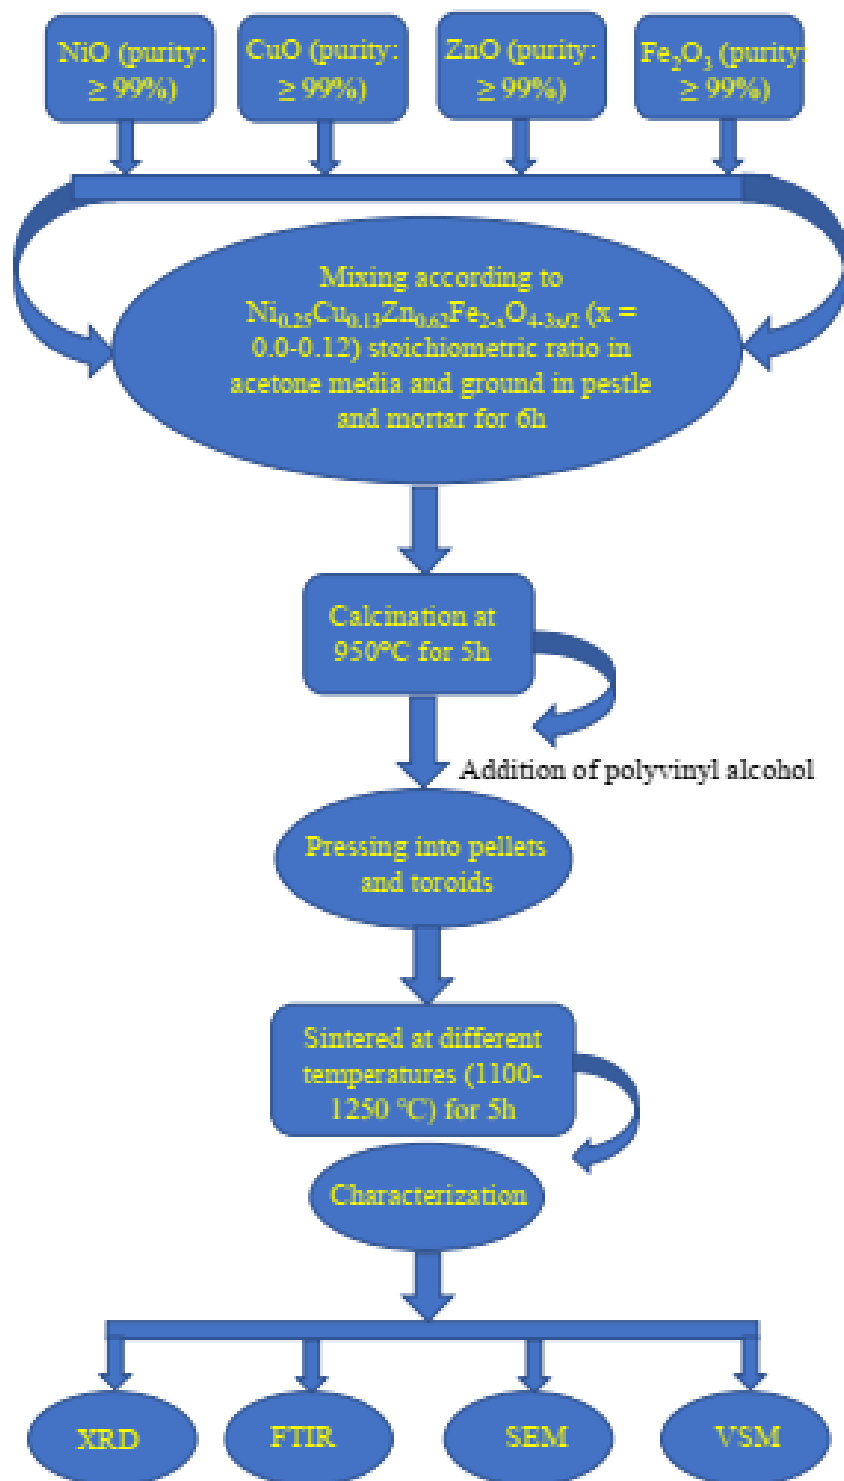 NiO (purity:
≥ 99%)
CuO (purity:
≥ 99%)
ZnO (purity:
≥ 99%)
Fe₂O₃ (purity:
≥ 99%)
Mixing according to
Ni₀.₂₅Cu₀.₁₃Zn₀.₆₂Fe₂₋ₓO₄₋₃ₓ/₂ (x =
0.0-0.12) stoichiometric ratio in
acetone media and ground in pestle
and mortar for 6h
Calcination at
950°C for 5h
Addition of polyvinyl alcohol
Pressing into pellets
and toroids
Sintered at different
temperatures (1100-
1250 °C) for 5h
Characterization
XRD
FTIR
SEM
VSM